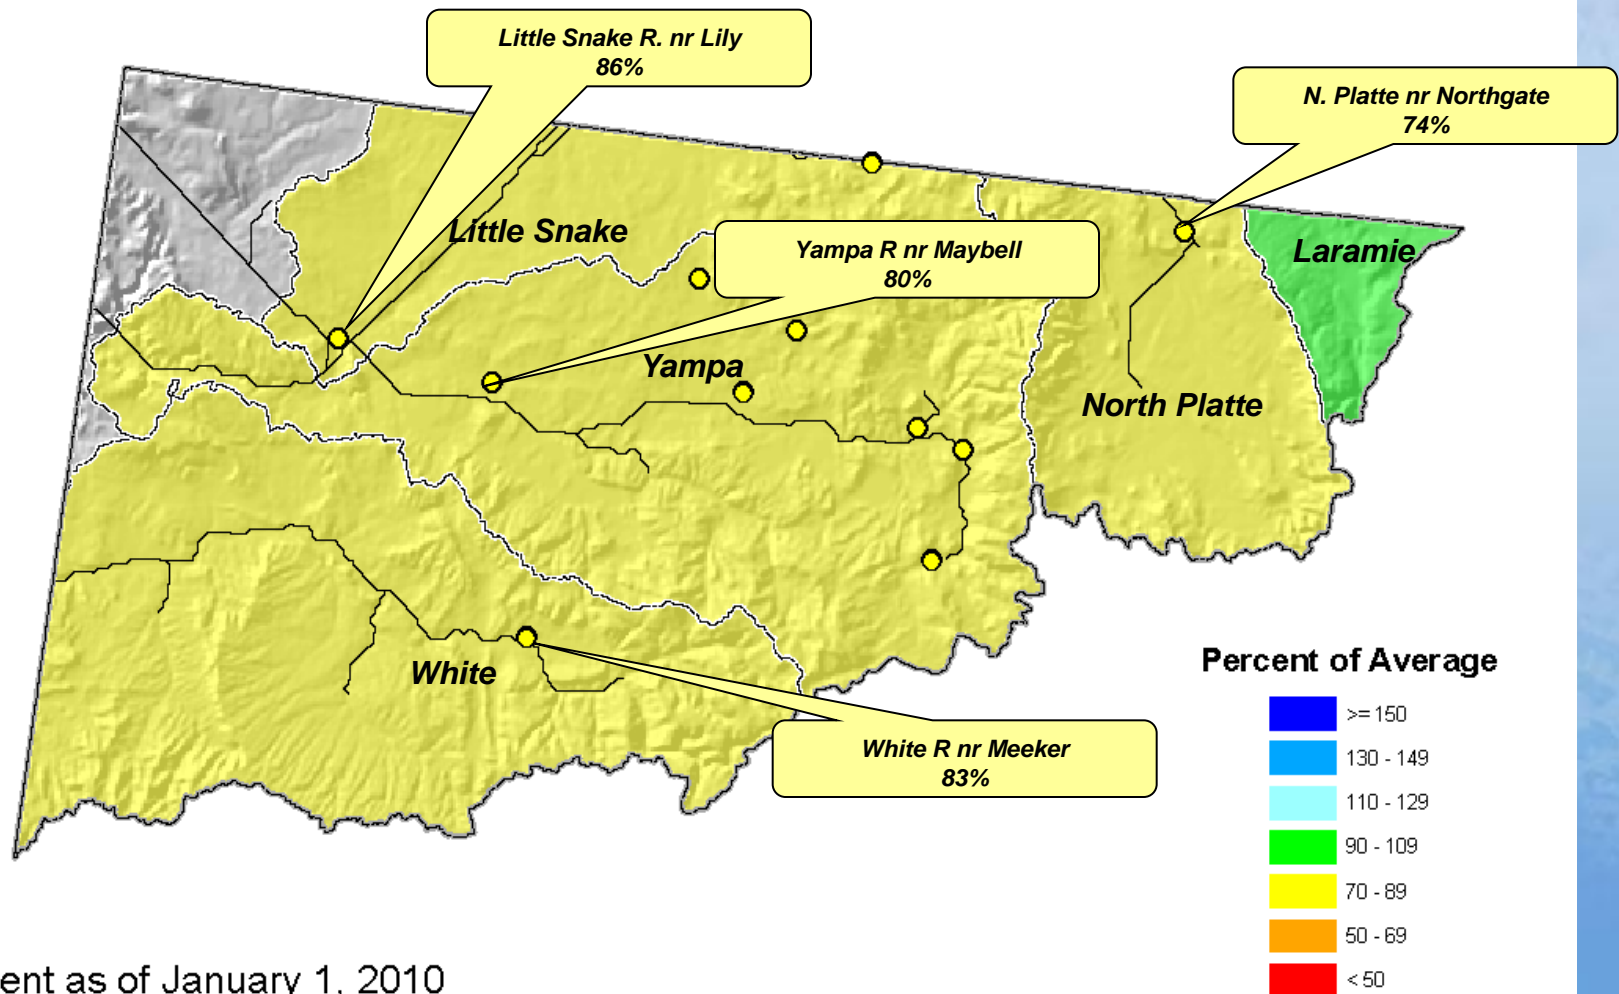 Little Snake R. nr Lily
86%
N. Platte nr Northgate
74%
Little Snake
Yampa R nr Maybell
80%
Laramie
Yampa
North Platte
White
White R nr Meeker
83%
Percent of Average
>= 150
130 - 149
110 - 129
90 - 109
70 - 89
50 - 69
< 50
ent as of January 1, 2010